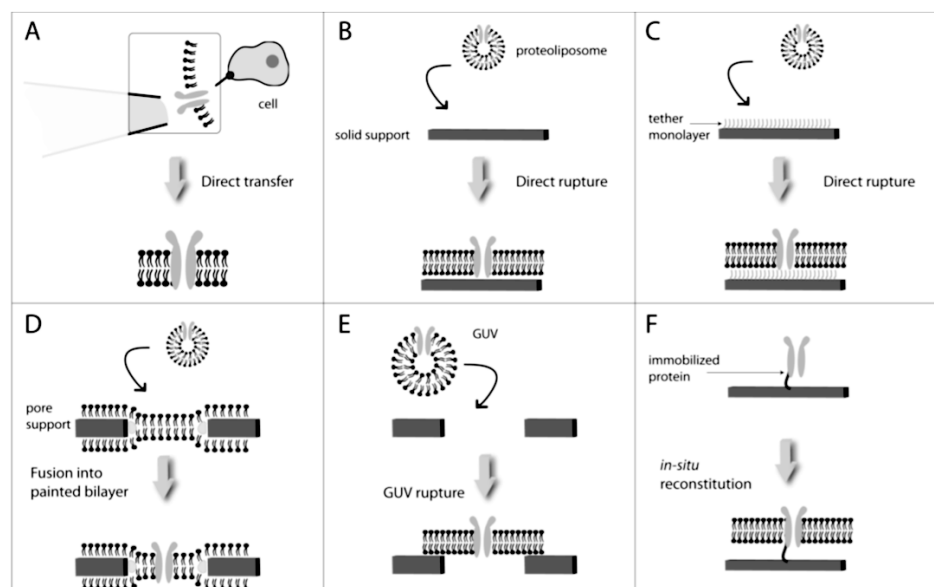 A
cell
Direct transfer
B
proteoliposome
solid support
Direct rupture
C
tether
monolayer
Direct rupture
D
pore
support
Fusion into
painted bilayer
E
GUV
GUV rupture
F
immobilized
protein
in-situ
reconstitution